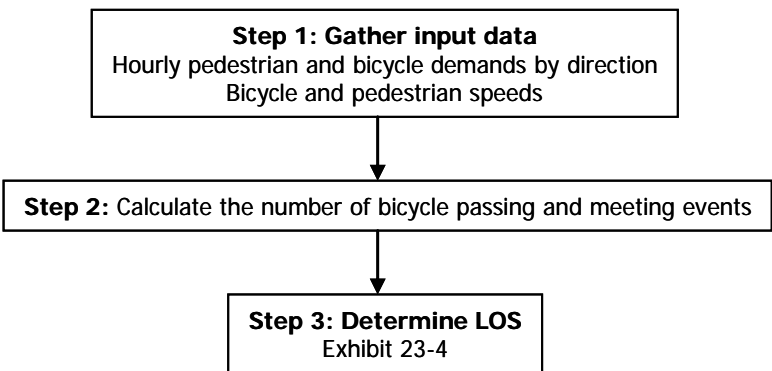 Step 1: Gather input data
Hourly pedestrian and bicycle demands by direction
Bicycle and pedestrian speeds
Step 2: Calculate the number of bicycle passing and meeting events
Step 3: Determine LOS
Exhibit 23-4